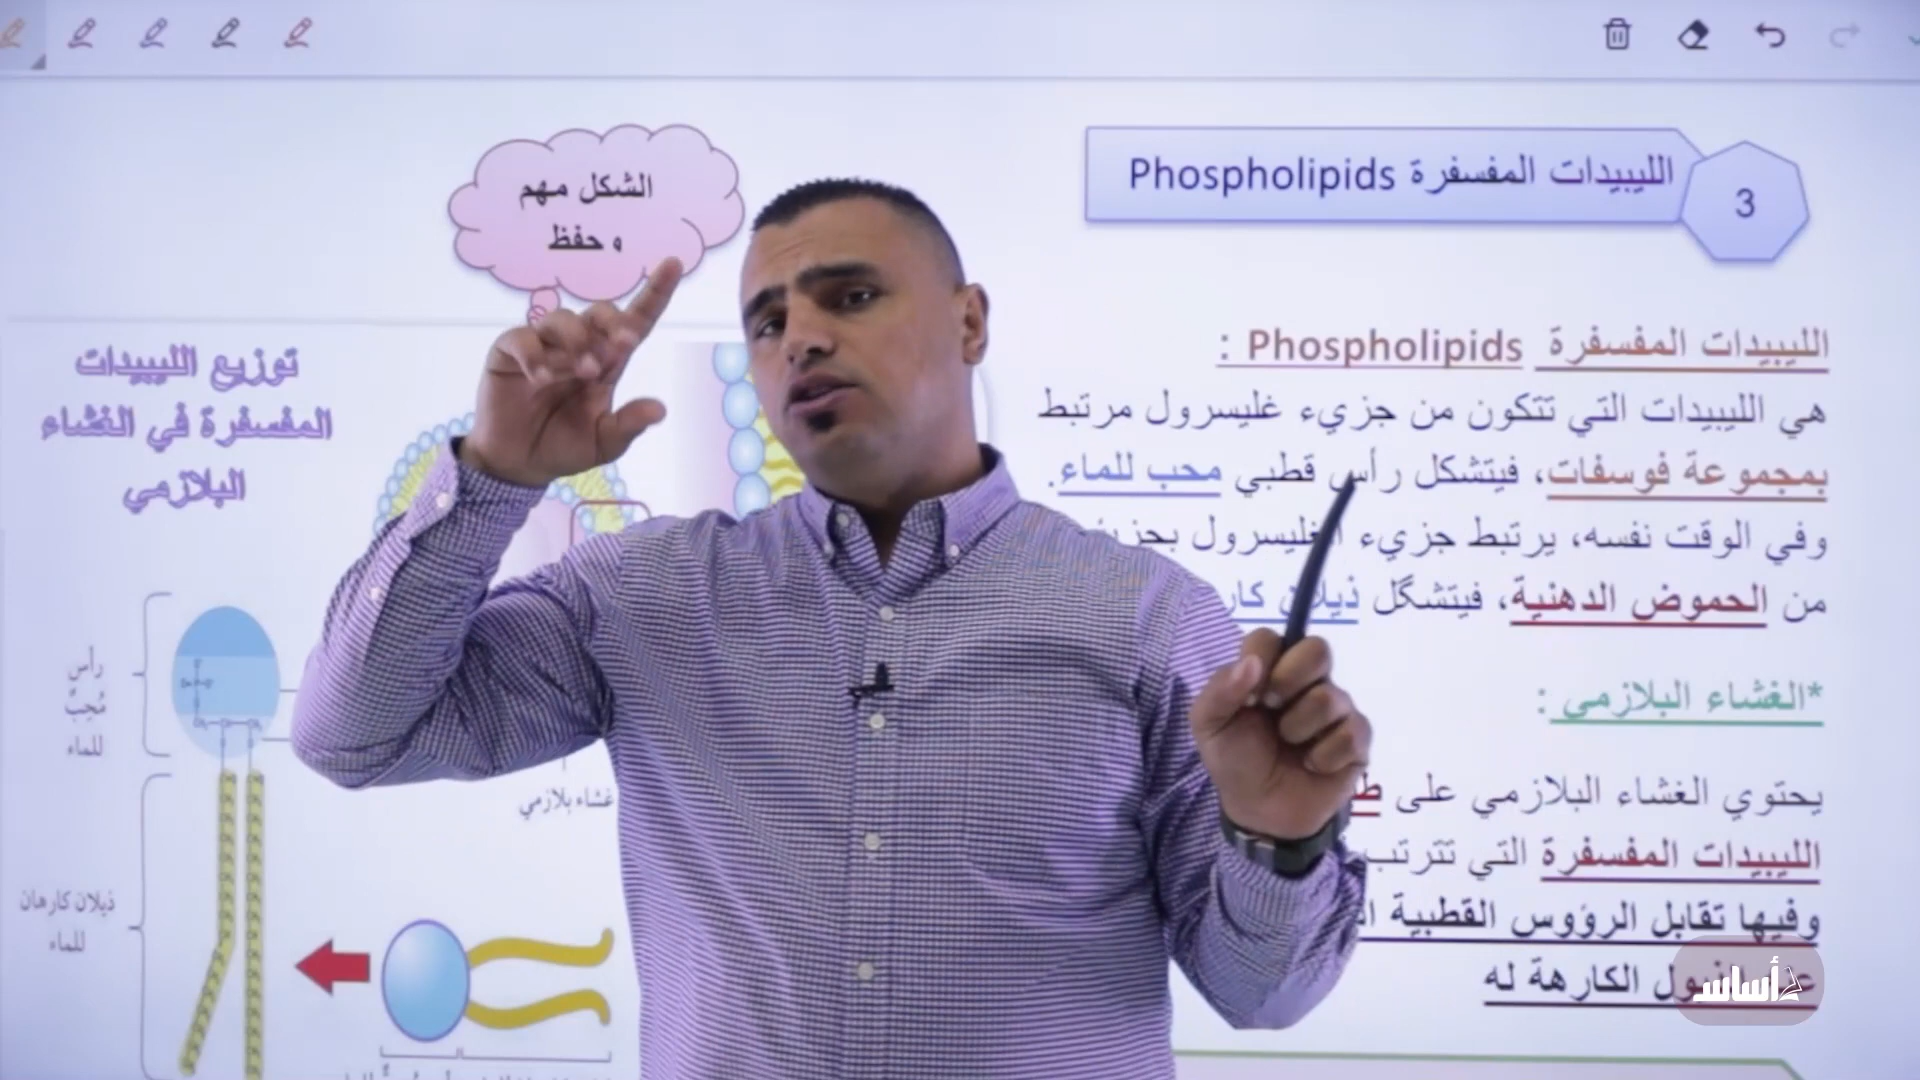 الليبيدات المفسفرة Phospholipids
3
الشكل مهم
و حفظ
الليبيدات المفسفرة Phospholipids :
هي الليبيدات التي تتكون من جزيء غليسرول مرتبط
بمجموعة فوسفات، فيتشكل رأس قطبي محب للماء.
وفي الوقت نفسه، يرتبط جزيء الغليسرول
من الحموض الدهنية، فيتشكّل ذيلان
*الغشاء البلازمي :
يحتوي الغشاء البلازمي على
الليبيدات المفسفرة التي تترتب
وفيها تقابل الرؤوس القطبية
الكارهة له
توزيع الليبيدات
المفسفرة في الغشاء
البلازمي
رأس
مُحِبّ
للماء
ذيلان كارهان
للماء
غشاء بلازمي
أساس